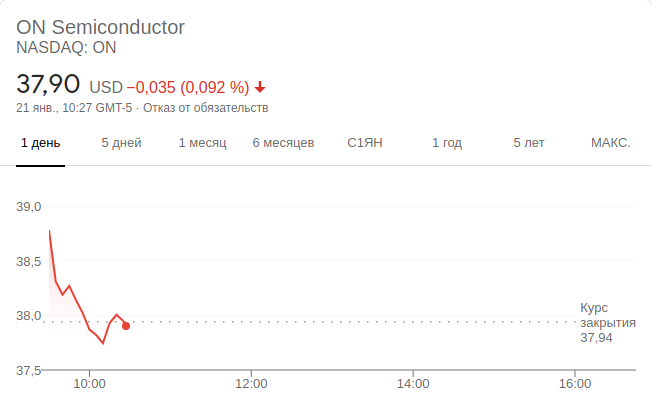 ON Semiconductor
NASDAQ: ON
37,90 USD −0,035 (0,092 %)
21 янв., 10:27 GMT-5 · Отказ от обязательств
1 день 5 дней 1 месяц 6 месяцев С1ЯН 1 год 5 лет МАКС.
39,0
38,5
38,0
37,5
Курс
закрытия
37,94
10:00 12:00 14:00 16:00